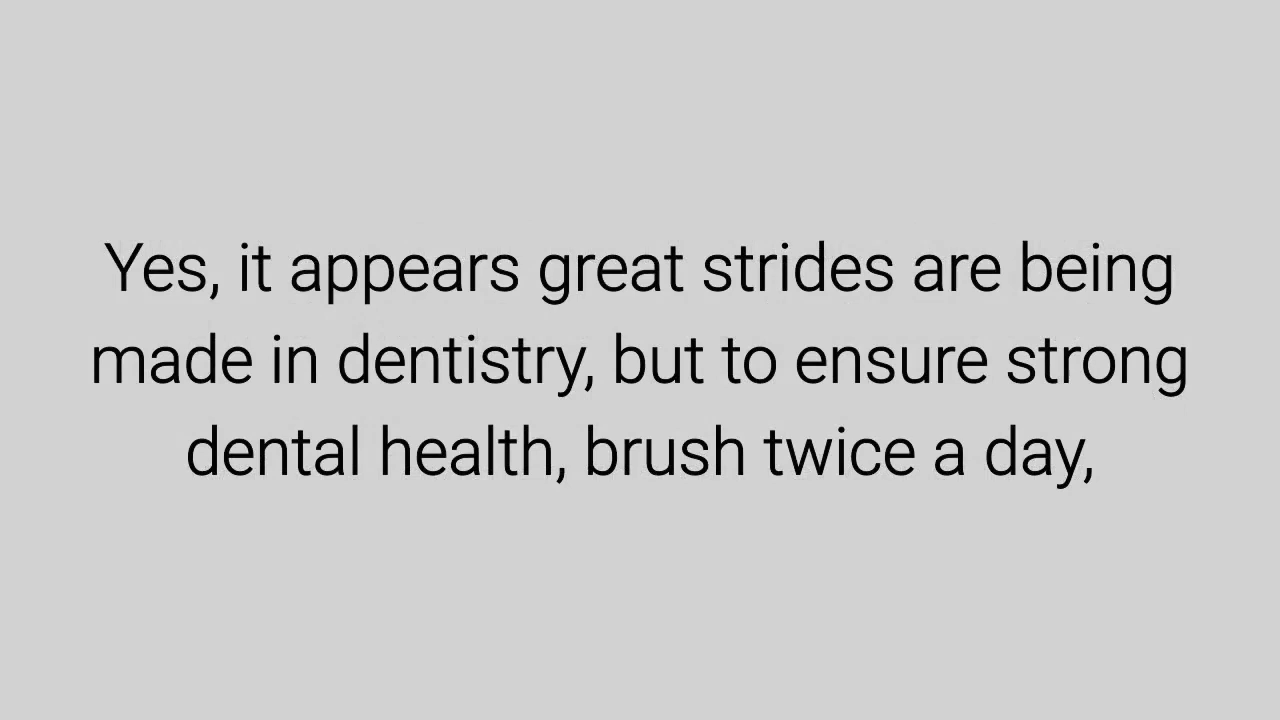 Yes, it appears great strides are being
made in dentistry, but to ensure strong
dental health, brush twice a day,